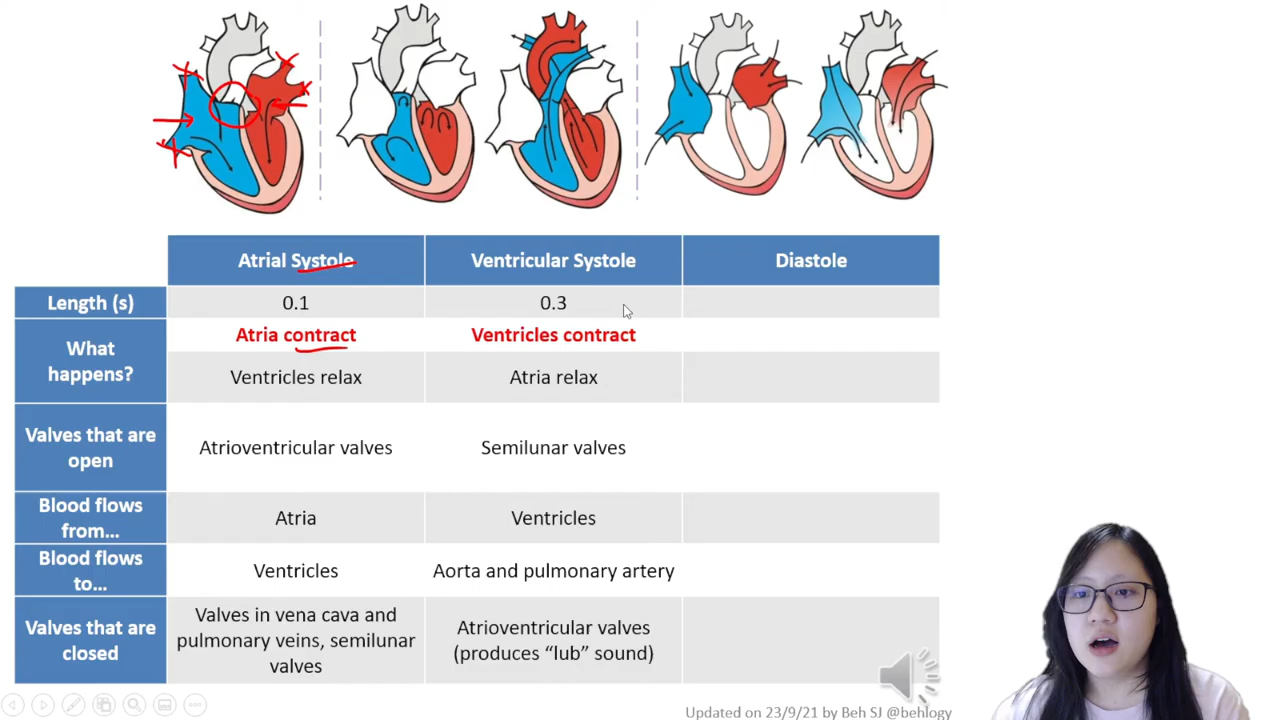 Atrial Systole
Ventricular Systole
Diastole
Length (s)
0.1
0.3
What
happens?
Atria contract
Ventricles contract
Ventricles relax
Atria relax
Valves that are
open
Atrioventricular valves
Semilunar valves
Blood flows
from...
Atria
Ventricles
Blood flows
to...
Ventricles
Aorta and pulmonary artery
Valves that are
closed
Valves in vena cava and
pulmonary veins, semilunar
valves
Atrioventricular valves
(produces “lub” sound)
Updated on 23/9/21 by Beh SJ @behlogy